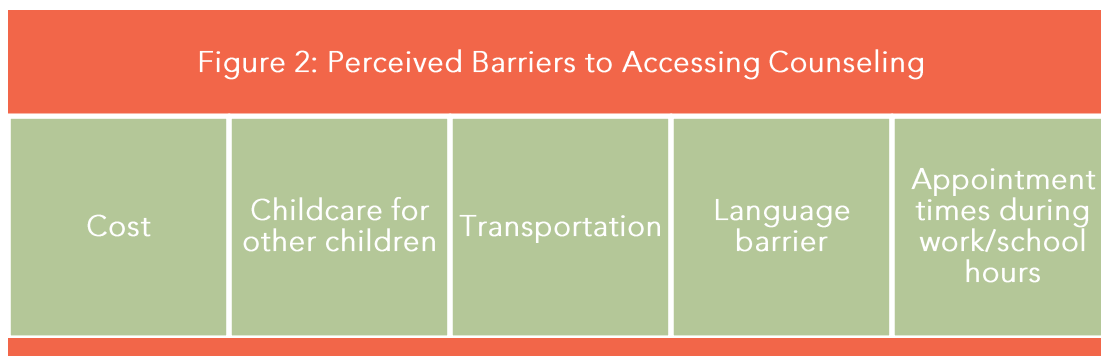 Figure 2: Perceived Barriers to Accessing Counseling
Cost
Childcare for
other children
Transportation
Language
barrier
Appointment
times during
work/school
hours